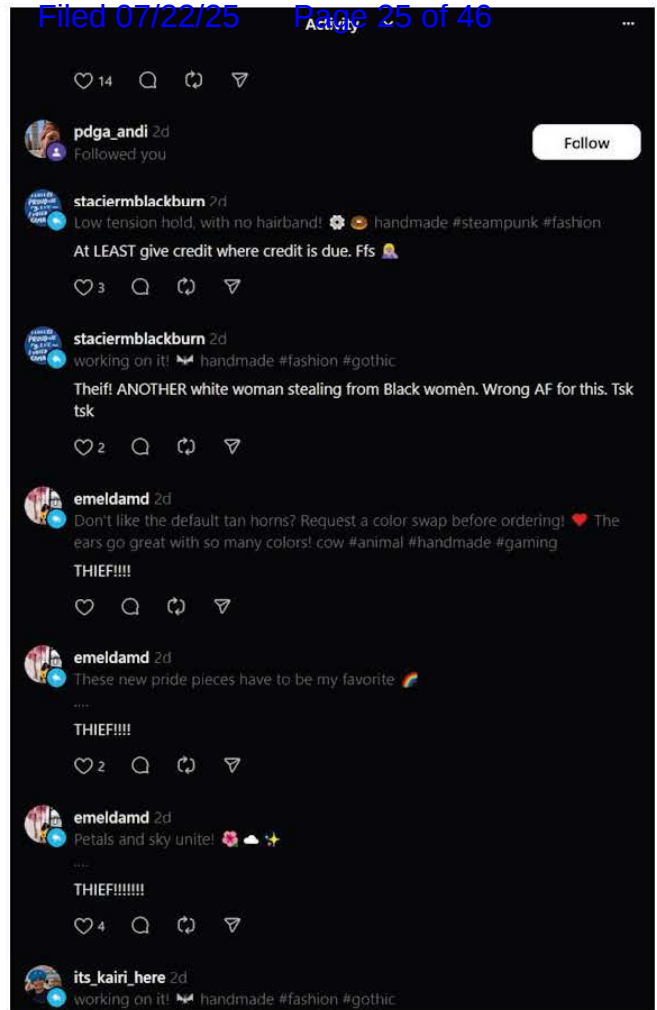 Filed 07/22/25 Page 25 of 46
Activity
14
pdga_andi 2d
Followed you
Follow
staciermblackburn 2d
Low tension hold, with no hairband! ⚙️ 🍩 handmade #steampunk #fashion
At LEAST give credit where credit is due. Ffs 🤦🏼‍♀️
3
staciermblackburn 2d
working on it! 🦇 handmade #fashion #gothic
Theif! ANOTHER white woman stealing from Black womèn. Wrong AF for this. Tsk
tsk
2
emeldamd 2d
Don't like the default tan horns? Request a color swap before ordering! ❤️ The
ears go great with so many colors! cow #animal #handmade #gaming
THIEF!!!!
emeldamd 2d
These new pride pieces have to be my favorite 🌈
....
THIEF!!!!
2
emeldamd 2d
Petals and sky unite! 🌺 ☁️ ✨
....
THIEF!!!!!!!
4
its_kairi_here 2d
working on it! 🦇 handmade #fashion #gothic